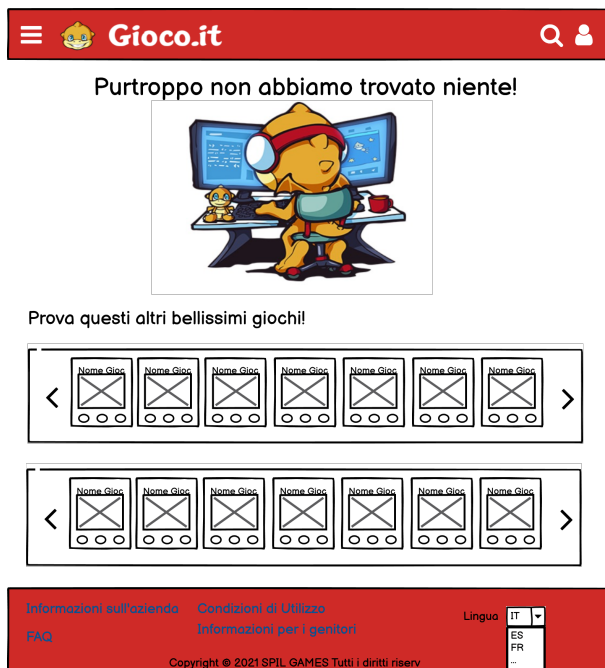 Gioco.it
Purtroppo non abbiamo trovato niente!
Prova questi altri bellissimi giochi!
Nome Gioc Nome Gioc Nome Gioc Nome Gioc Nome Gioc Nome Gioc Nome Gioc
Nome Gioc Nome Gioc Nome Gioc Nome Gioc Nome Gioc Nome Gioc Nome Gioc
Informazioni sull'azienda Condizioni di Utilizzo
Lingua IT
FAQ Informazioni per i genitori
ES
FR
...
Copyright © 2021 SPIL GAMES Tutti i diritti riserv